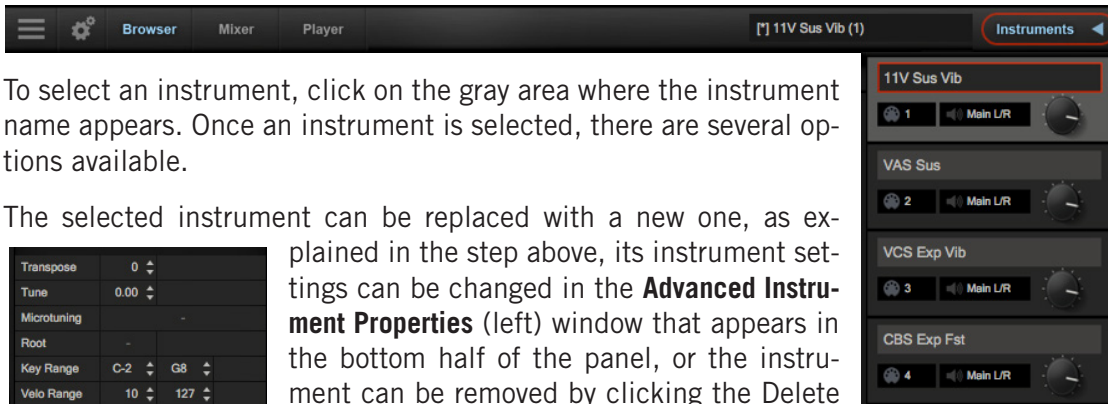 Browser Mixer Player [*] 11V Sus Vib (1) Instruments
To select an instrument, click on the gray area where the instrument
name appears. Once an instrument is selected, there are several op-
tions available.
The selected instrument can be replaced with a new one, as ex-
plained in the step above, its instrument set-
tings can be changed in the Advanced Instru-
ment Properties (left) window that appears in
the bottom half of the panel, or the instru-
ment can be removed by clicking the Delete
Transpose 0
Tune 0.00
Microtuning -
Root -
Key Range C-2 G8
Velo Range 10 127
11V Sus Vib
1 Main L/R
VAS Sus
2 Main L/R
VCS Exp Vib
3 Main L/R
CBS Exp Fst
4 Main L/R